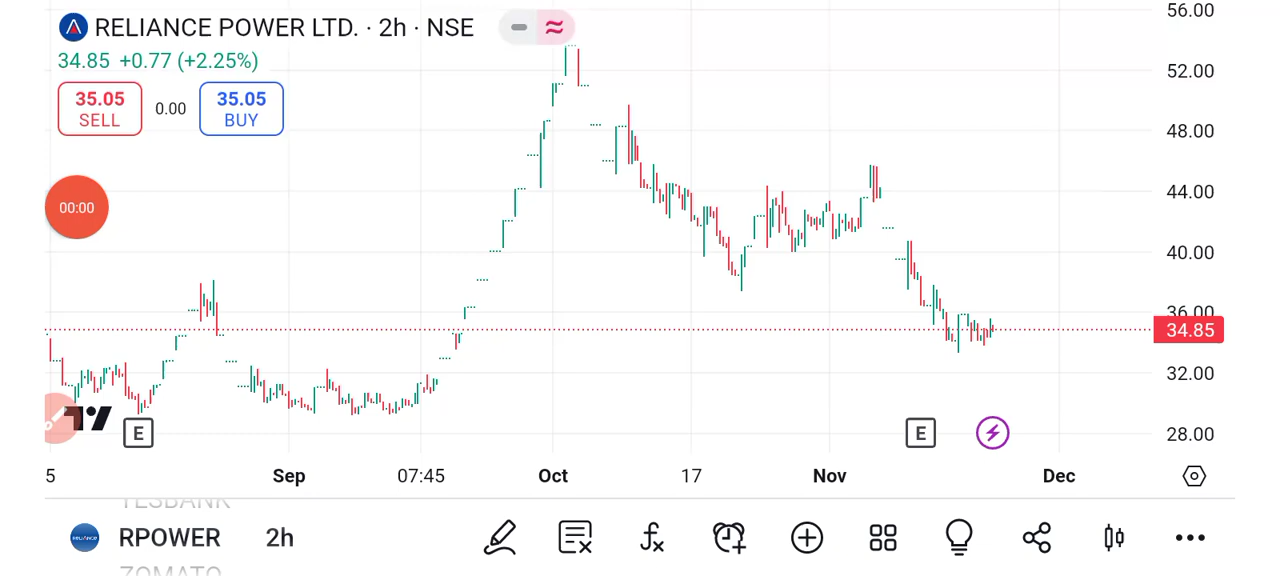 56.00
RELIANCE POWER LTD. · 2h · NSE
34.85 +0.77 (+2.25%)
52.00
35.05 0.00 35.05
SELL BUY
48.00
00:00
44.00
40.00
36.00
34.85
32.00
E E
28.00
5 Sep 07:45 Oct 17 Nov Dec
YESBANK
RPOWER 2h
ZOMATO